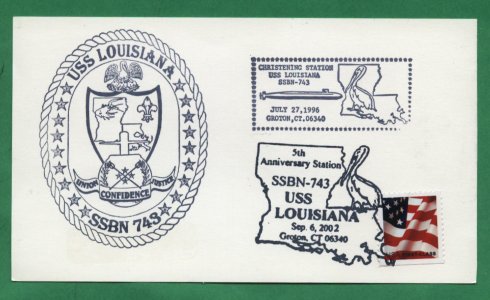 USS LOUISIANA
UNION
JUSTICE
CONFIDENCE
SSBN 743
CHRISTENING STATION
USS LOUISIANA
SSBN-743
JULY 27,1996
GROTON,CT.06340
5th
Anniversary Station
SSBN-743
USS
LOUISIANA
Sep. 6, 2002
Groton, CT 06340